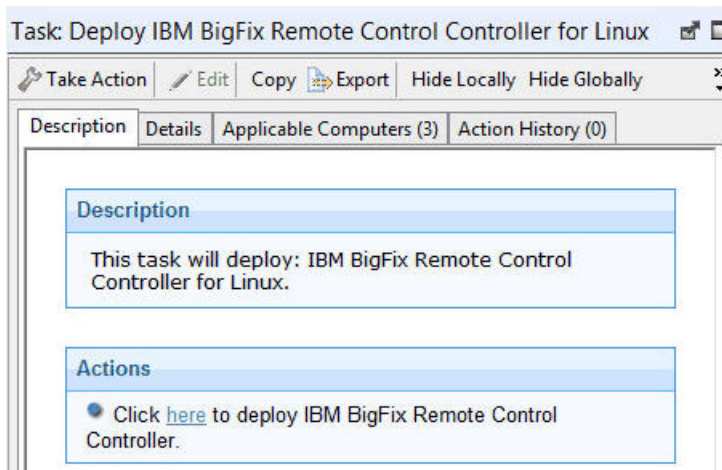 Task: Deploy IBM BigFix Remote Control Controller for Linux
Take Action Edit Copy Export Hide Locally Hide Globally
Description Details Applicable Computers (3) Action History (0)
Description
This task will deploy: IBM BigFix Remote Control
Controller for Linux.
Actions
Click here to deploy IBM BigFix Remote Control
Controller.